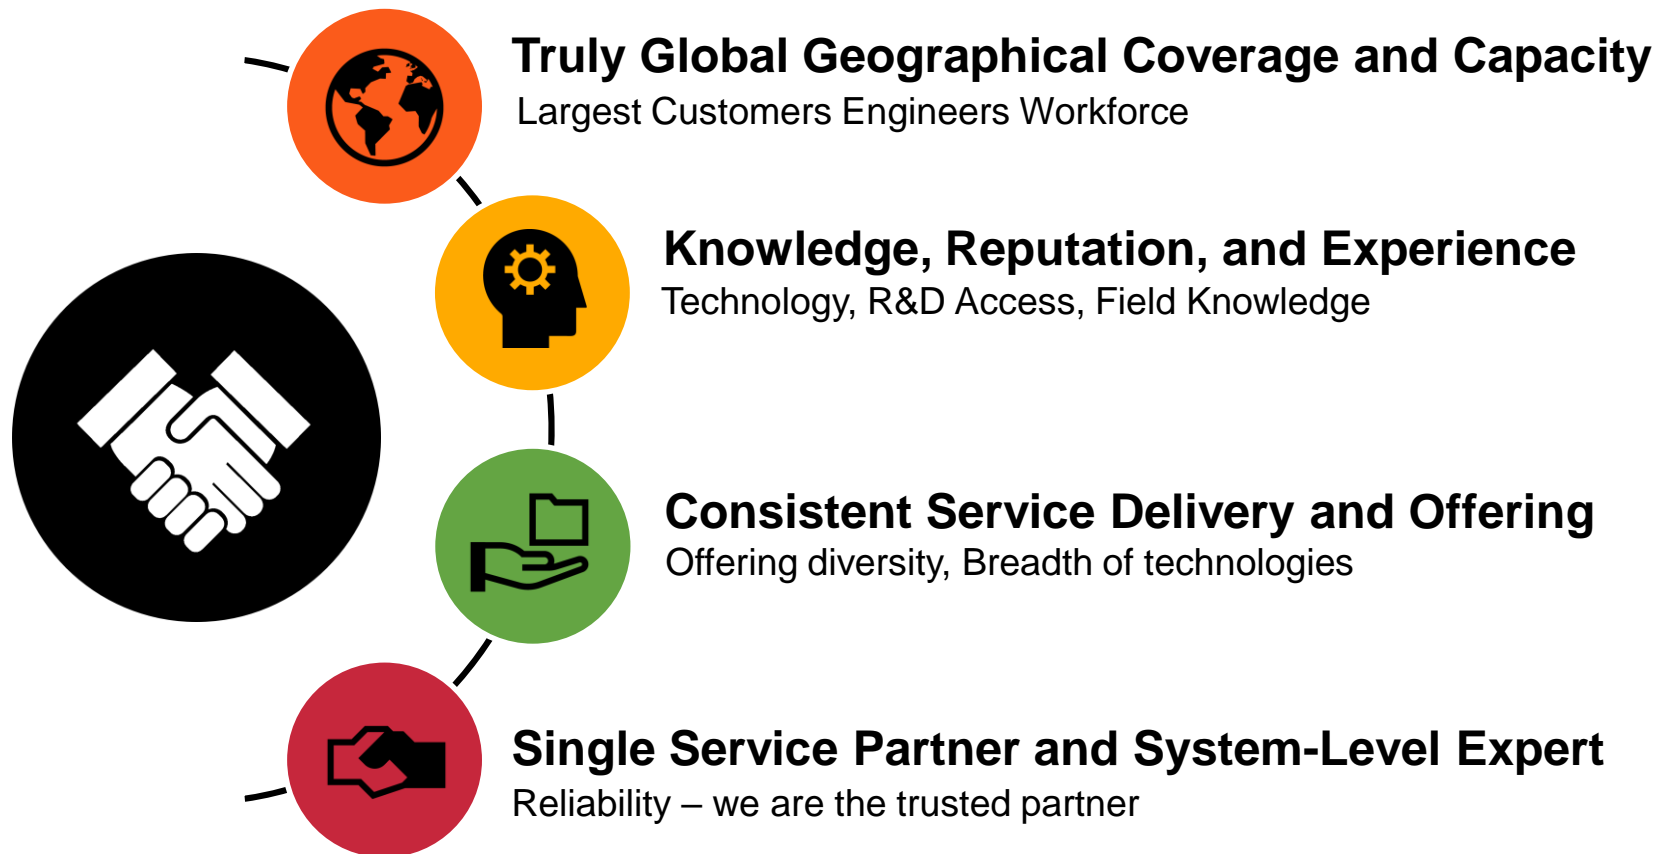 Truly Global Geographical Coverage and Capacity
Largest Customers Engineers Workforce
Knowledge, Reputation, and Experience
Technology, R&D Access, Field Knowledge
Consistent Service Delivery and Offering
Offering diversity, Breadth of technologies
Single Service Partner and System-Level Expert
Reliability – we are the trusted partner